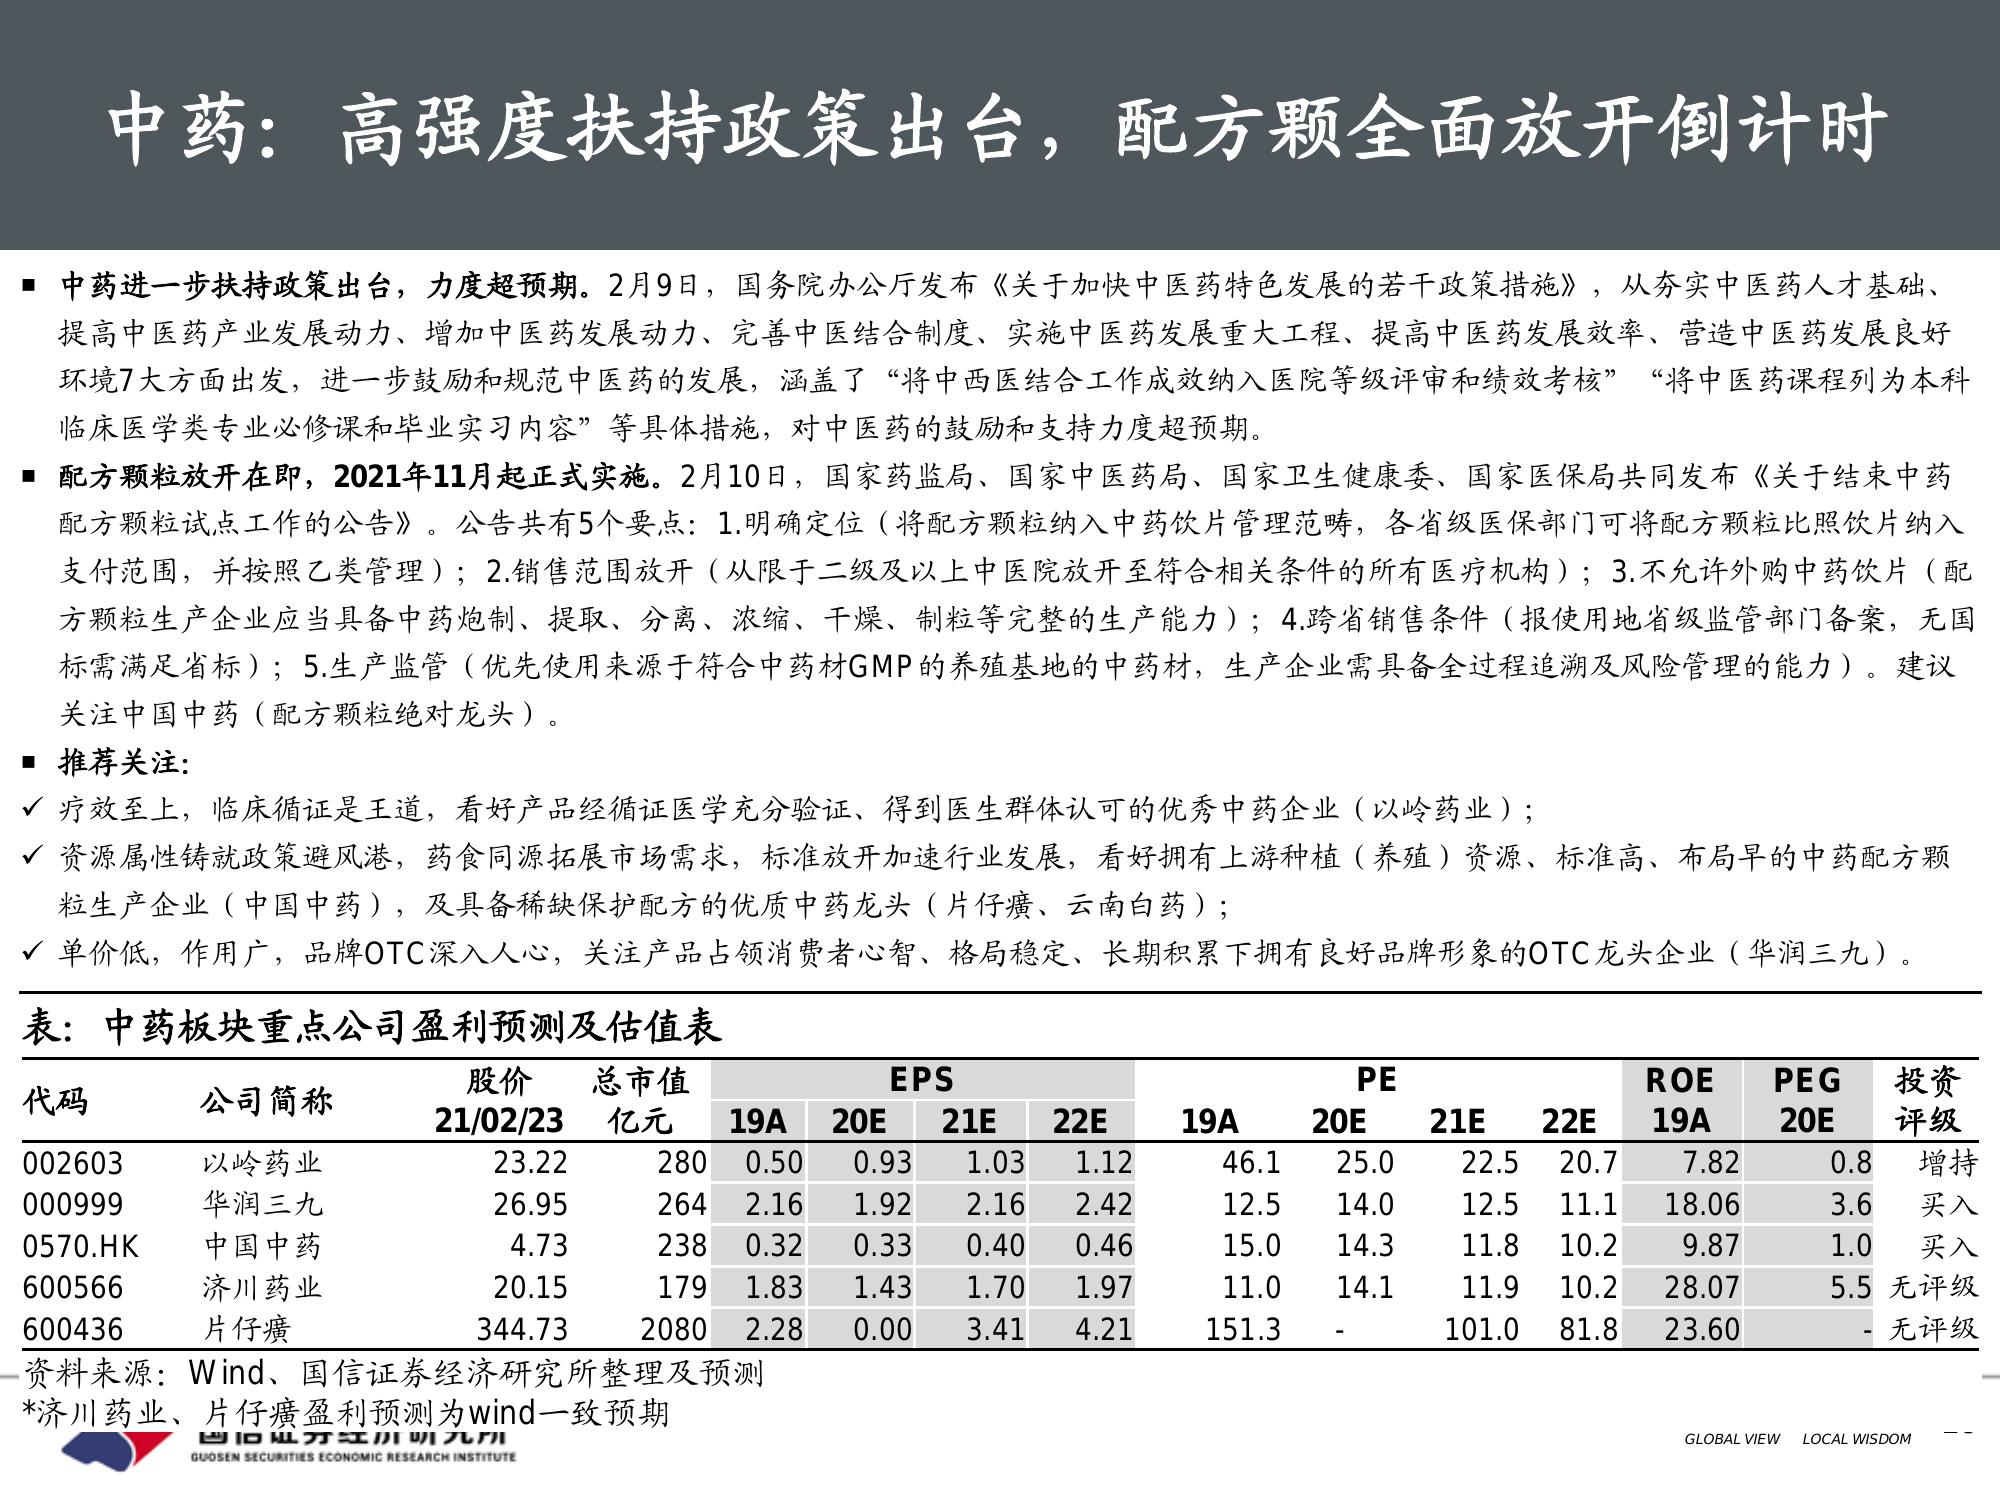 中药：高强度扶持政策出台，配方颗全面放开倒计时
■ 中药进一步扶持政策出台，力度超预期。2月9日，国务院办公厅发布《关于加快中医药特色发展的若干政策措施》，从夯实中医药人才基础、
提高中医药产业发展动力、增加中医药发展动力、完善中医结合制度、实施中医药发展重大工程、提高中医药发展效率、营造中医药发展良好
环境7大方面出发，进一步鼓励和规范中医药的发展，涵盖了“将中西医结合工作成效纳入医院等级评审和绩效考核”“将中医药课程列为本科
临床医学类专业必修课和毕业实习内容”等具体措施，对中医药的鼓励和支持力度超预期。
■ 配方颗粒放开在即，2021年11月起正式实施。2月10日，国家药监局、国家中医药局、国家卫生健康委、国家医保局共同发布《关于结束中药
配方颗粒试点工作的公告》。公告共有5个要点：1.明确定位（将配方颗粒纳入中药饮片管理范畴，各省级医保部门可将配方颗粒比照饮片纳入
支付范围，并按照乙类管理）；2.销售范围放开（从限于二级及以上中医院放开至符合相关条件的所有医疗机构）；3.不允许外购中药饮片（配
方颗粒生产企业应当具备中药炮制、提取、分离、浓缩、干燥、制粒等完整的生产能力）；4.跨省销售条件（报使用地省级监管部门备案，无国
标需满足省标）；5.生产监管（优先使用来源于符合中药材GMP的养殖基地的中药材，生产企业需具备全过程追溯及风险管理的能力）。建议
关注中国中药（配方颗粒绝对龙头）。
■ 推荐关注：
✓ 疗效至上，临床循证是王道，看好产品经循证医学充分验证、得到医生群体认可的优秀中药企业（以岭药业）；
✓ 资源属性铸就政策避风港，药食同源拓展市场需求，标准放开加速行业发展，看好拥有上游种植（养殖）资源、标准高、布局早的中药配方颗
粒生产企业（中国中药），及具备稀缺保护配方的优质中药龙头（片仔癀、云南白药）；
✓ 单价低，作用广，品牌OTC深入人心，关注产品占领消费者心智、格局稳定、长期积累下拥有良好品牌形象的OTC龙头企业（华润三九）。
表：中药板块重点公司盈利预测及估值表
代码 公司简称 股价 总市值 EPS PE ROE PEG 投资
21/02/23 亿元 19A 20E 21E 22E 19A 20E 21E 22E 19A 20E 评级
002603 以岭药业 23.22 280 0.50 0.93 1.03 1.12 46.1 25.0 22.5 20.7 7.82 0.8 增持
000999 华润三九 26.95 264 2.16 1.92 2.16 2.42 12.5 14.0 12.5 11.1 18.06 3.6 买入
0570.HK 中国中药 4.73 238 0.32 0.33 0.40 0.46 15.0 14.3 11.8 10.2 9.87 1.0 买入
600566 济川药业 20.15 179 1.83 1.43 1.70 1.97 11.0 14.1 11.9 10.2 28.07 5.5 无评级
600436 片仔癀 344.73 2080 2.28 0.00 3.41 4.21 151.3 - 101.0 81.8 23.60 - 无评级
资料来源：Wind、国信证券经济研究所整理及预测
*济川药业、片仔癀盈利预测为wind一致预期
国信证券经济研究所
GUOSEN SECURITIES ECONOMIC RESEARCH INSTITUTE
GLOBAL VIEW LOCAL WISDOM